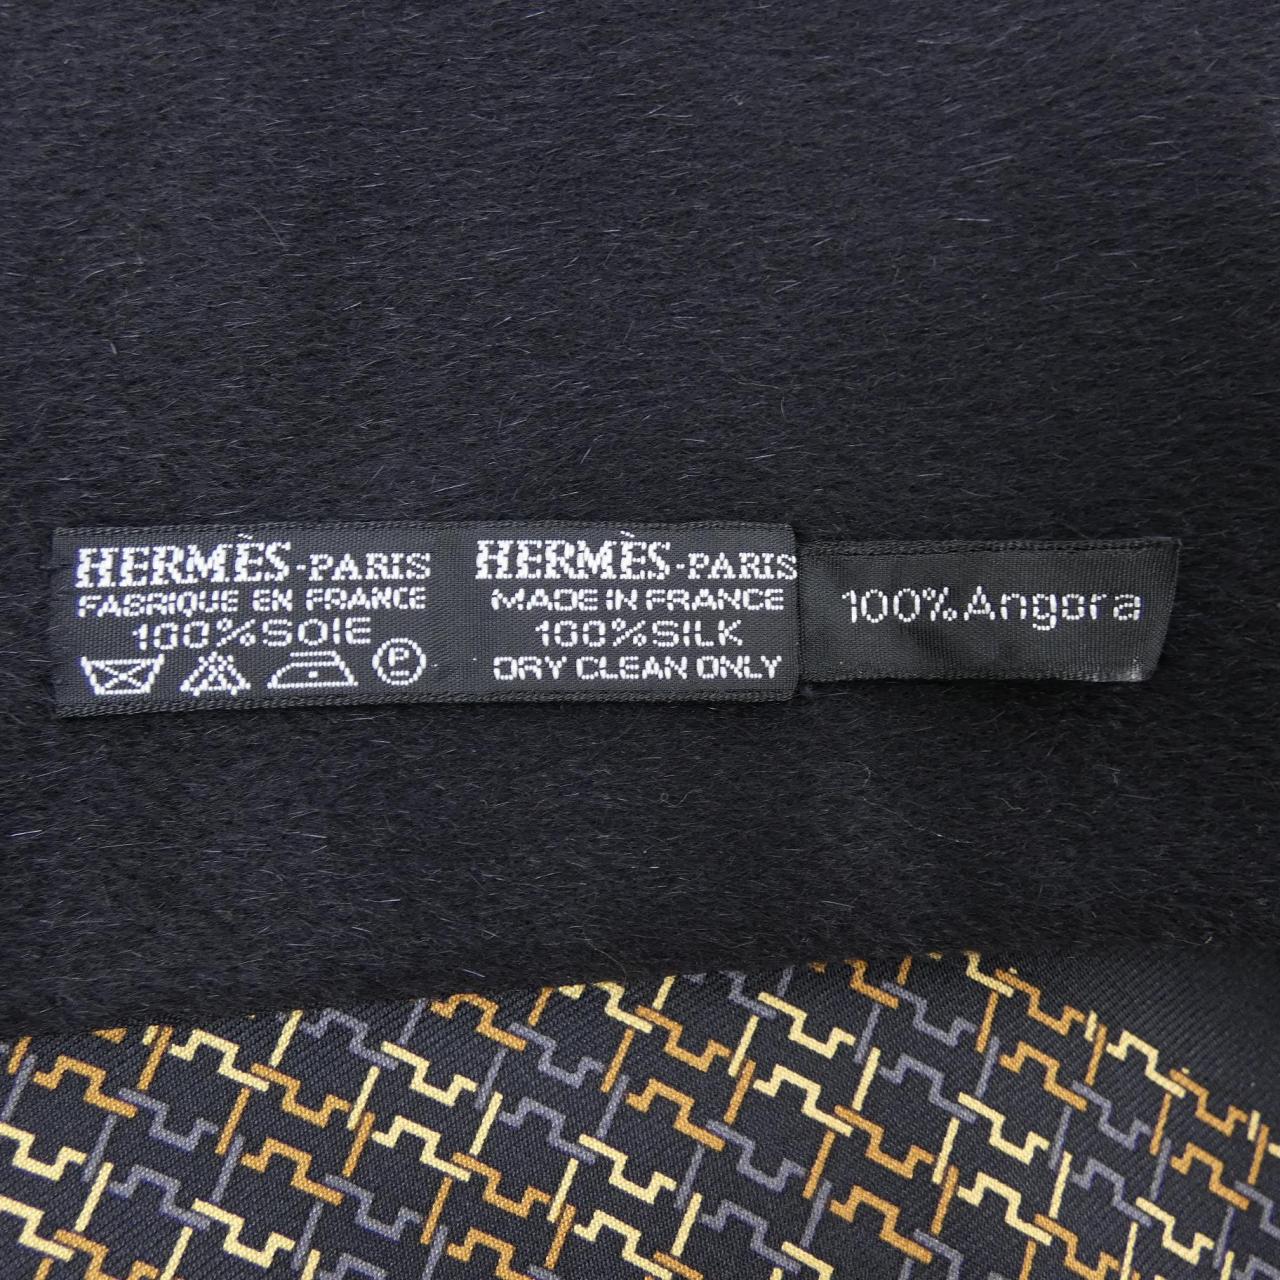 HERMÈS-PARIS
FABRIQUE EN FRANCE
100%SOIE
P
HERMÈS-PARIS
MADE IN FRANCE
100%SILK
DRY CLEAN ONLY
100%Angora